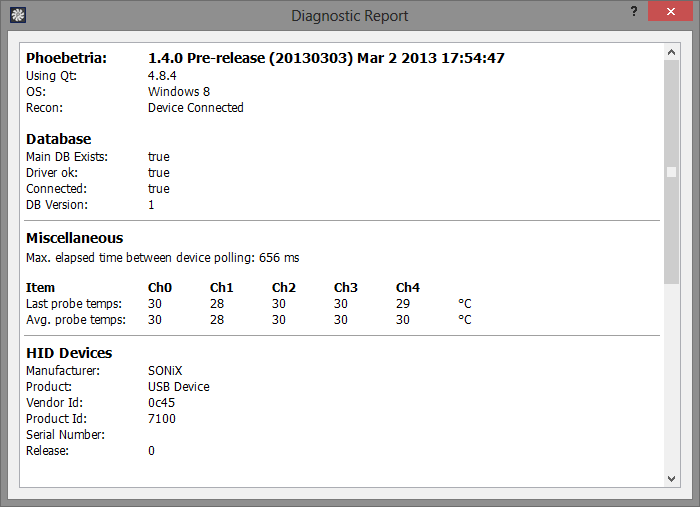 Diagnostic Report
?
Phoebetria: 1.4.0 Pre-release (20130303) Mar 2 2013 17:54:47
Using Qt: 4.8.4
OS: Windows 8
Recon: Device Connected
Database
Main DB Exists: true
Driver ok: true
Connected: true
DB Version: 1
Miscellaneous
Max. elapsed time between device polling: 656 ms
Item Ch0 Ch1 Ch2 Ch3 Ch4
Last probe temps: 30 28 30 30 29 °C
Avg. probe temps: 30 28 30 30 30 °C
HID Devices
Manufacturer: SONiX
Product: USB Device
Vendor Id: 0c45
Product Id: 7100
Serial Number:
Release: 0